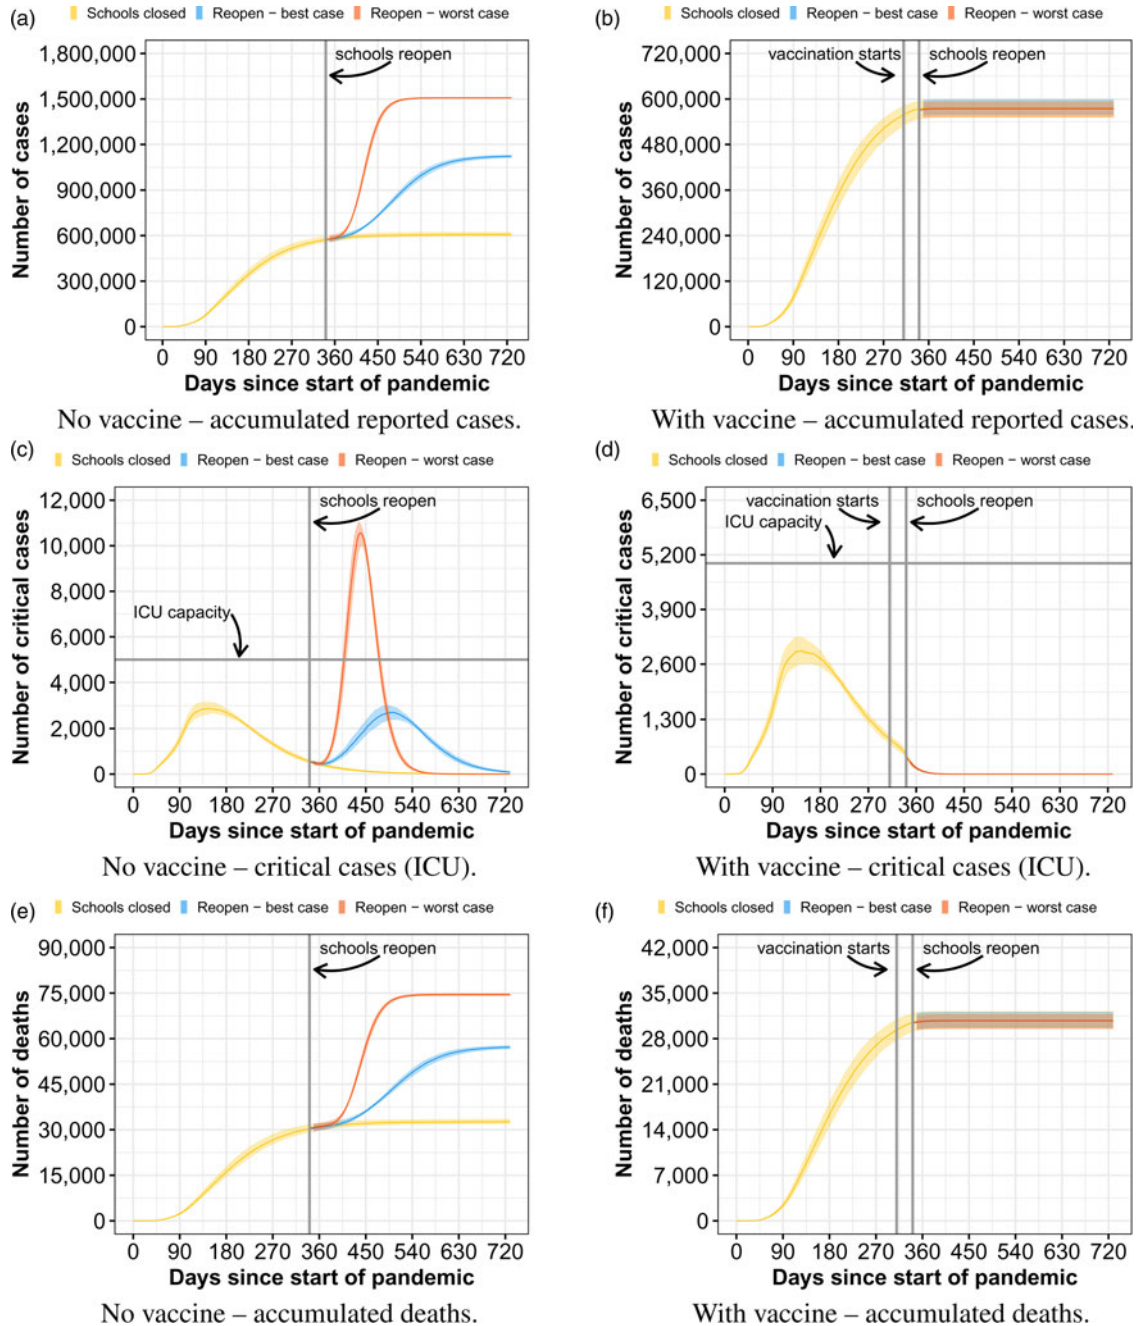 (a)
Schools closed Reopen – best case Reopen – worst case
1,800,000
1,500,000
1,200,000
900,000
600,000
300,000
0
Number of cases
schools reopen
0 90 180 270 360 450 540 630 720
Days since start of pandemic
No vaccine – accumulated reported cases.
(b)
Schools closed Reopen – best case Reopen – worst case
720,000
600,000
480,000
360,000
240,000
120,000
0
Number of cases
vaccination starts
schools reopen
0 90 180 270 360 450 540 630 720
Days since start of pandemic
With vaccine – accumulated reported cases.
(c)
Schools closed Reopen – best case Reopen – worst case
12,000
10,000
8,000
6,000
4,000
2,000
0
Number of critical cases
schools reopen
ICU capacity
0 90 180 270 360 450 540 630 720
Days since start of pandemic
No vaccine – critical cases (ICU).
(d)
Schools closed Reopen – best case Reopen – worst case
6,500
5,200
3,900
2,600
1,300
0
Number of critical cases
vaccination starts
schools reopen
ICU capacity
0 90 180 270 360 450 540 630 720
Days since start of pandemic
With vaccine – critical cases (ICU).
(e)
Schools closed Reopen – best case Reopen – worst case
90,000
75,000
60,000
45,000
30,000
15,000
0
Number of deaths
schools reopen
0 90 180 270 360 450 540 630 720
Days since start of pandemic
No vaccine – accumulated deaths.
(f)
Schools closed Reopen – best case Reopen – worst case
42,000
35,000
28,000
21,000
14,000
7,000
0
Number of deaths
vaccination starts
schools reopen
0 90 180 270 360 450 540 630 720
Days since start of pandemic
With vaccine – accumulated deaths.